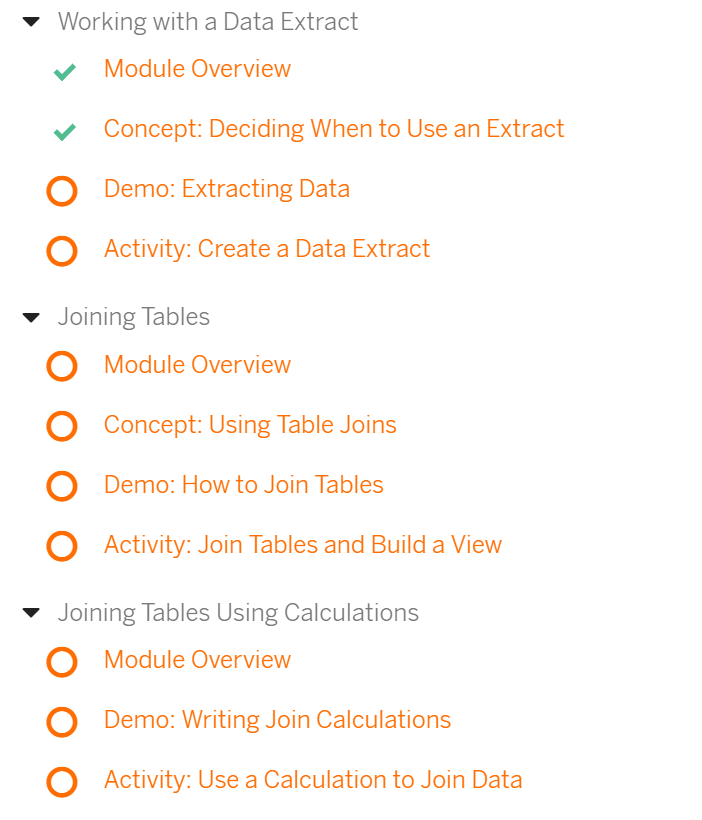 Working with a Data Extract
Module Overview
Concept: Deciding When to Use an Extract
Demo: Extracting Data
Activity: Create a Data Extract
Joining Tables
Module Overview
Concept: Using Table Joins
Demo: How to Join Tables
Activity: Join Tables and Build a View
Joining Tables Using Calculations
Module Overview
Demo: Writing Join Calculations
Activity: Use a Calculation to Join Data